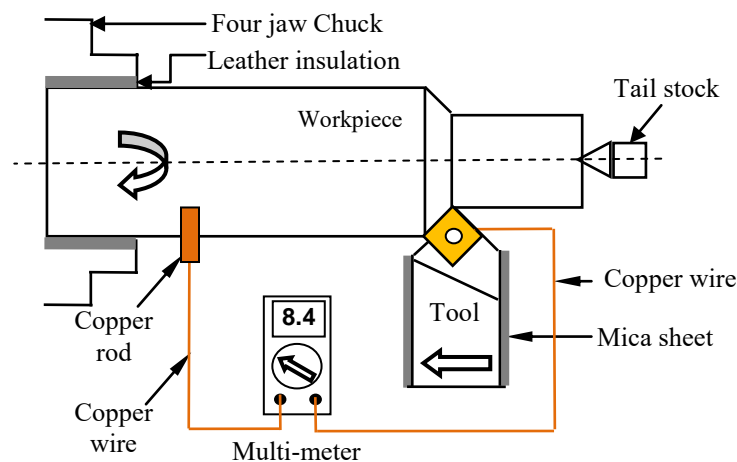 Four jaw Chuck
Leather insulation
Tail stock
Workpiece
Copper wire
Copper
rod
8.4
Tool
Mica sheet
Copper
wire
Multi-meter